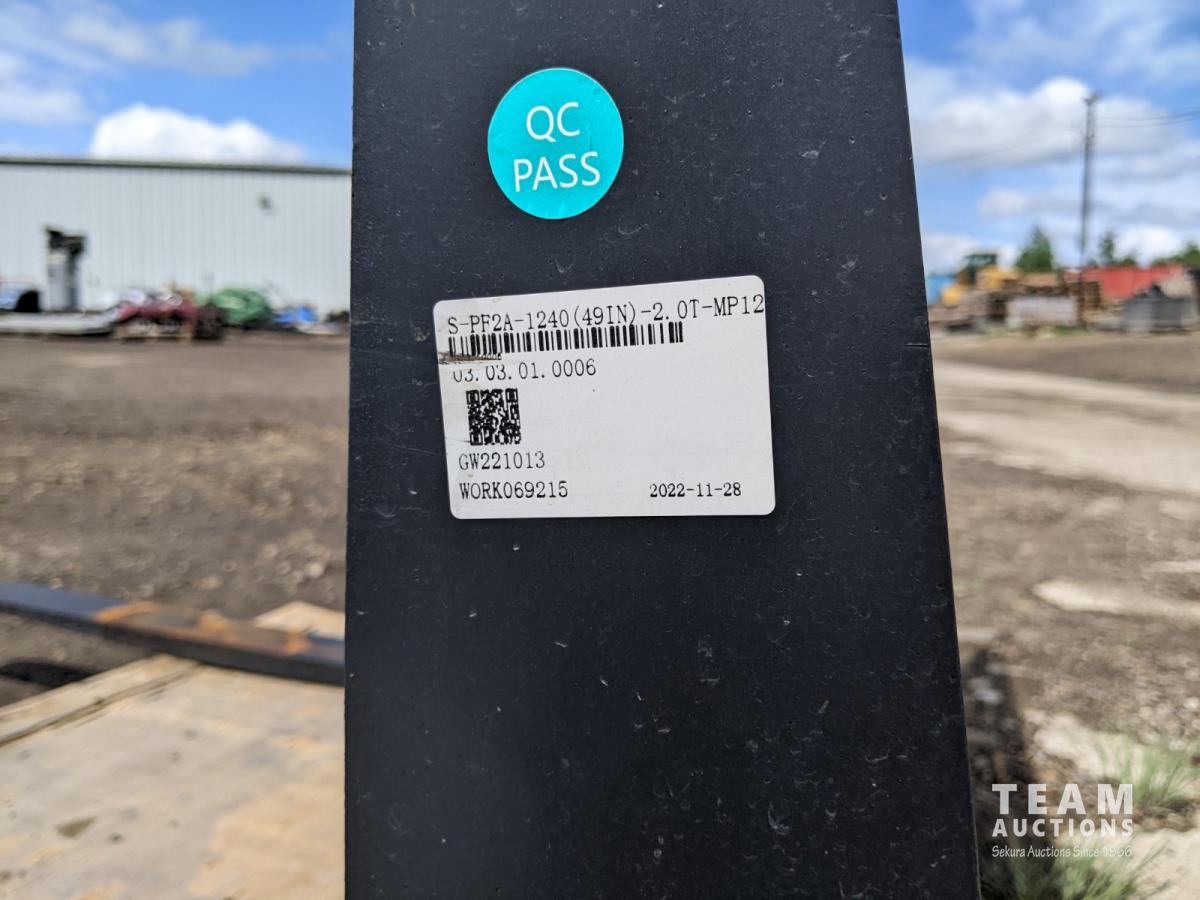 QC
PASS
S-PF2A-1240(49IN)-2.0T-MP12
03.03.01.0006
GW221013
WORK069215 2022-11-28
TEAM
AUCTIONS
Sekura Auctions Since 1966